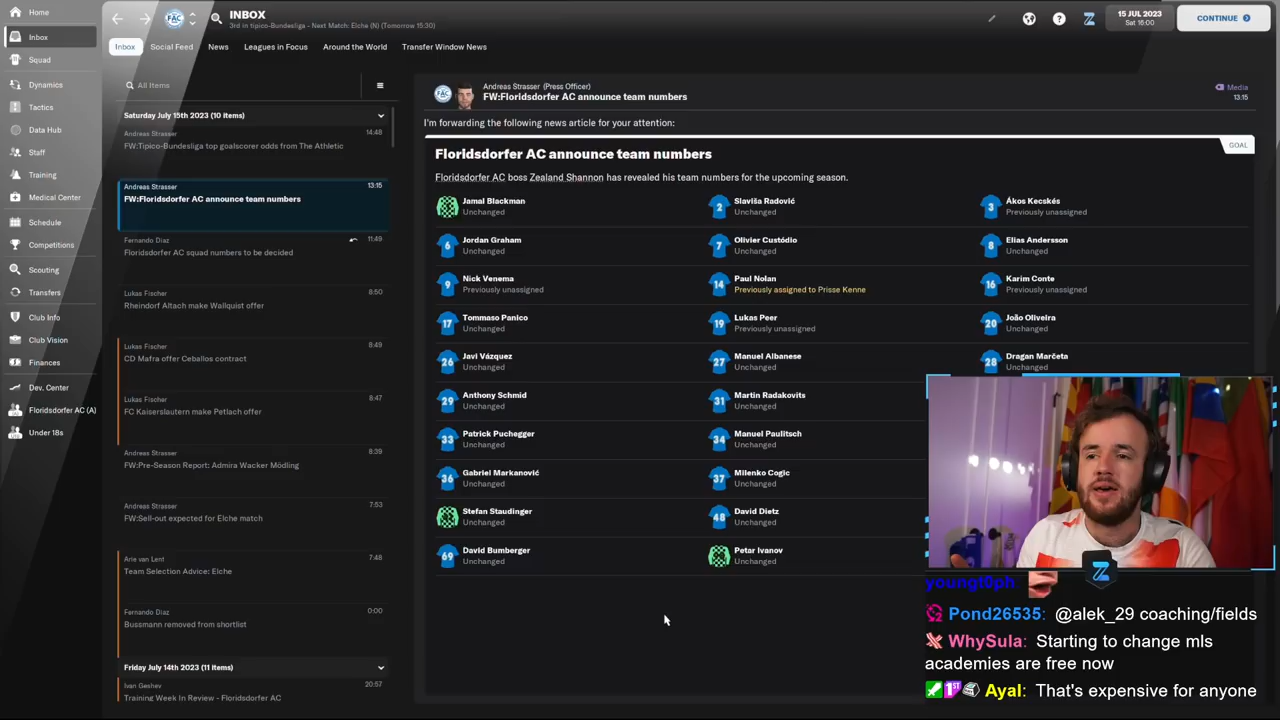 Home
Inbox
Squad
Dynamics
Tactics
Data Hub
Staff
Training
Medical Center
Schedule
Competitions
Scouting
Transfers
Club Info
Club Vision
Finances
Dev. Center
Floridsdorfer AC (A)
Under 18s
FAC
INBOX
3rd in tipico-Bundesliga - Next Match: Elche (N) (Tomorrow 15:30)
15 JUL 2023
Sat 16:00
CONTINUE
Inbox
Social Feed
News
Leagues in Focus
Around the World
Transfer Window News
All Items
Saturday July 15th 2023 (10 items)
Andreas Strasser
14:48
FW:Tipico-Bundesliga top goalscorer odds from The Athletic
Andreas Strasser
13:15
FW:Floridsdorfer AC announce team numbers
Fernando Díaz
11:49
Floridsdorfer AC squad numbers to be decided
Lukas Fischer
8:50
Rheindorf Altach make Wallquist offer
Lukas Fischer
8:49
CD Mafra offer Ceballos contract
Lukas Fischer
8:47
FC Kaiserslautern make Petlach offer
Andreas Strasser
8:39
FW:Pre-Season Report: Admira Wacker Mödling
Andreas Strasser
7:53
FW:Sell-out expected for Elche match
Arie van Lent
7:48
Team Selection Advice: Elche
Fernando Díaz
0:00
Bussmann removed from shortlist
Friday July 14th 2023 (11 items)
Ivan Geshev
20:57
Training Week In Review - Floridsdorfer AC
FAC
Andreas Strasser (Press Officer)
FW:Floridsdorfer AC announce team numbers
Media
13:15
I'm forwarding the following news article for your attention:
GOAL
Floridsdorfer AC announce team numbers
Floridsdorfer AC boss Zealand Shannon has revealed his team numbers for the upcoming season.
Jamal Blackman
Unchanged
2 Slaviša Radović
Unchanged
3 Ákos Kecskés
Previously unassigned
6 Jordan Graham
Unchanged
7 Olivier Custódio
Unchanged
8 Elias Andersson
Unchanged
9 Nick Venema
Previously unassigned
14 Paul Nolan
Previously assigned to Prisse Kenne
16 Karim Conte
Previously unassigned
17 Tommaso Panico
Unchanged
19 Lukas Peer
Previously unassigned
20 João Oliveira
Unchanged
26 Javi Vázquez
Unchanged
27 Manuel Albanese
Unchanged
28 Dragan Marčeta
Unchanged
29 Anthony Schmid
Unchanged
31 Martin Radakovits
Unchanged
33 Patrick Puchegger
Unchanged
34 Manuel Paulitsch
Unchanged
36 Gabriel Markanović
Unchanged
37 Milenko Cogic
Unchanged
Stefan Staudinger
Unchanged
48 David Dietz
Unchanged
69 David Bumberger
Unchanged
Petar Ivanov
Unchanged
youngt0ph
Pond26535: @alek_29 coaching/fields
WhySula: Starting to change mls
academies are free now
Ayal: That's expensive for anyone